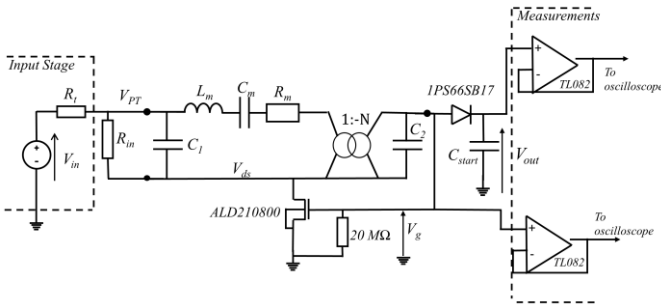 Measurements
Input Stage
R_t
V_PT
L_m
C_m
R_m
1:-N
1PS66SB17
+
-
TL082
To
oscilloscope
+
-
V_in
R_in
C_1
C_2
C_start
V_out
V_ds
ALD210800
20 MΩ
V_g
+
-
TL082
To
oscilloscope